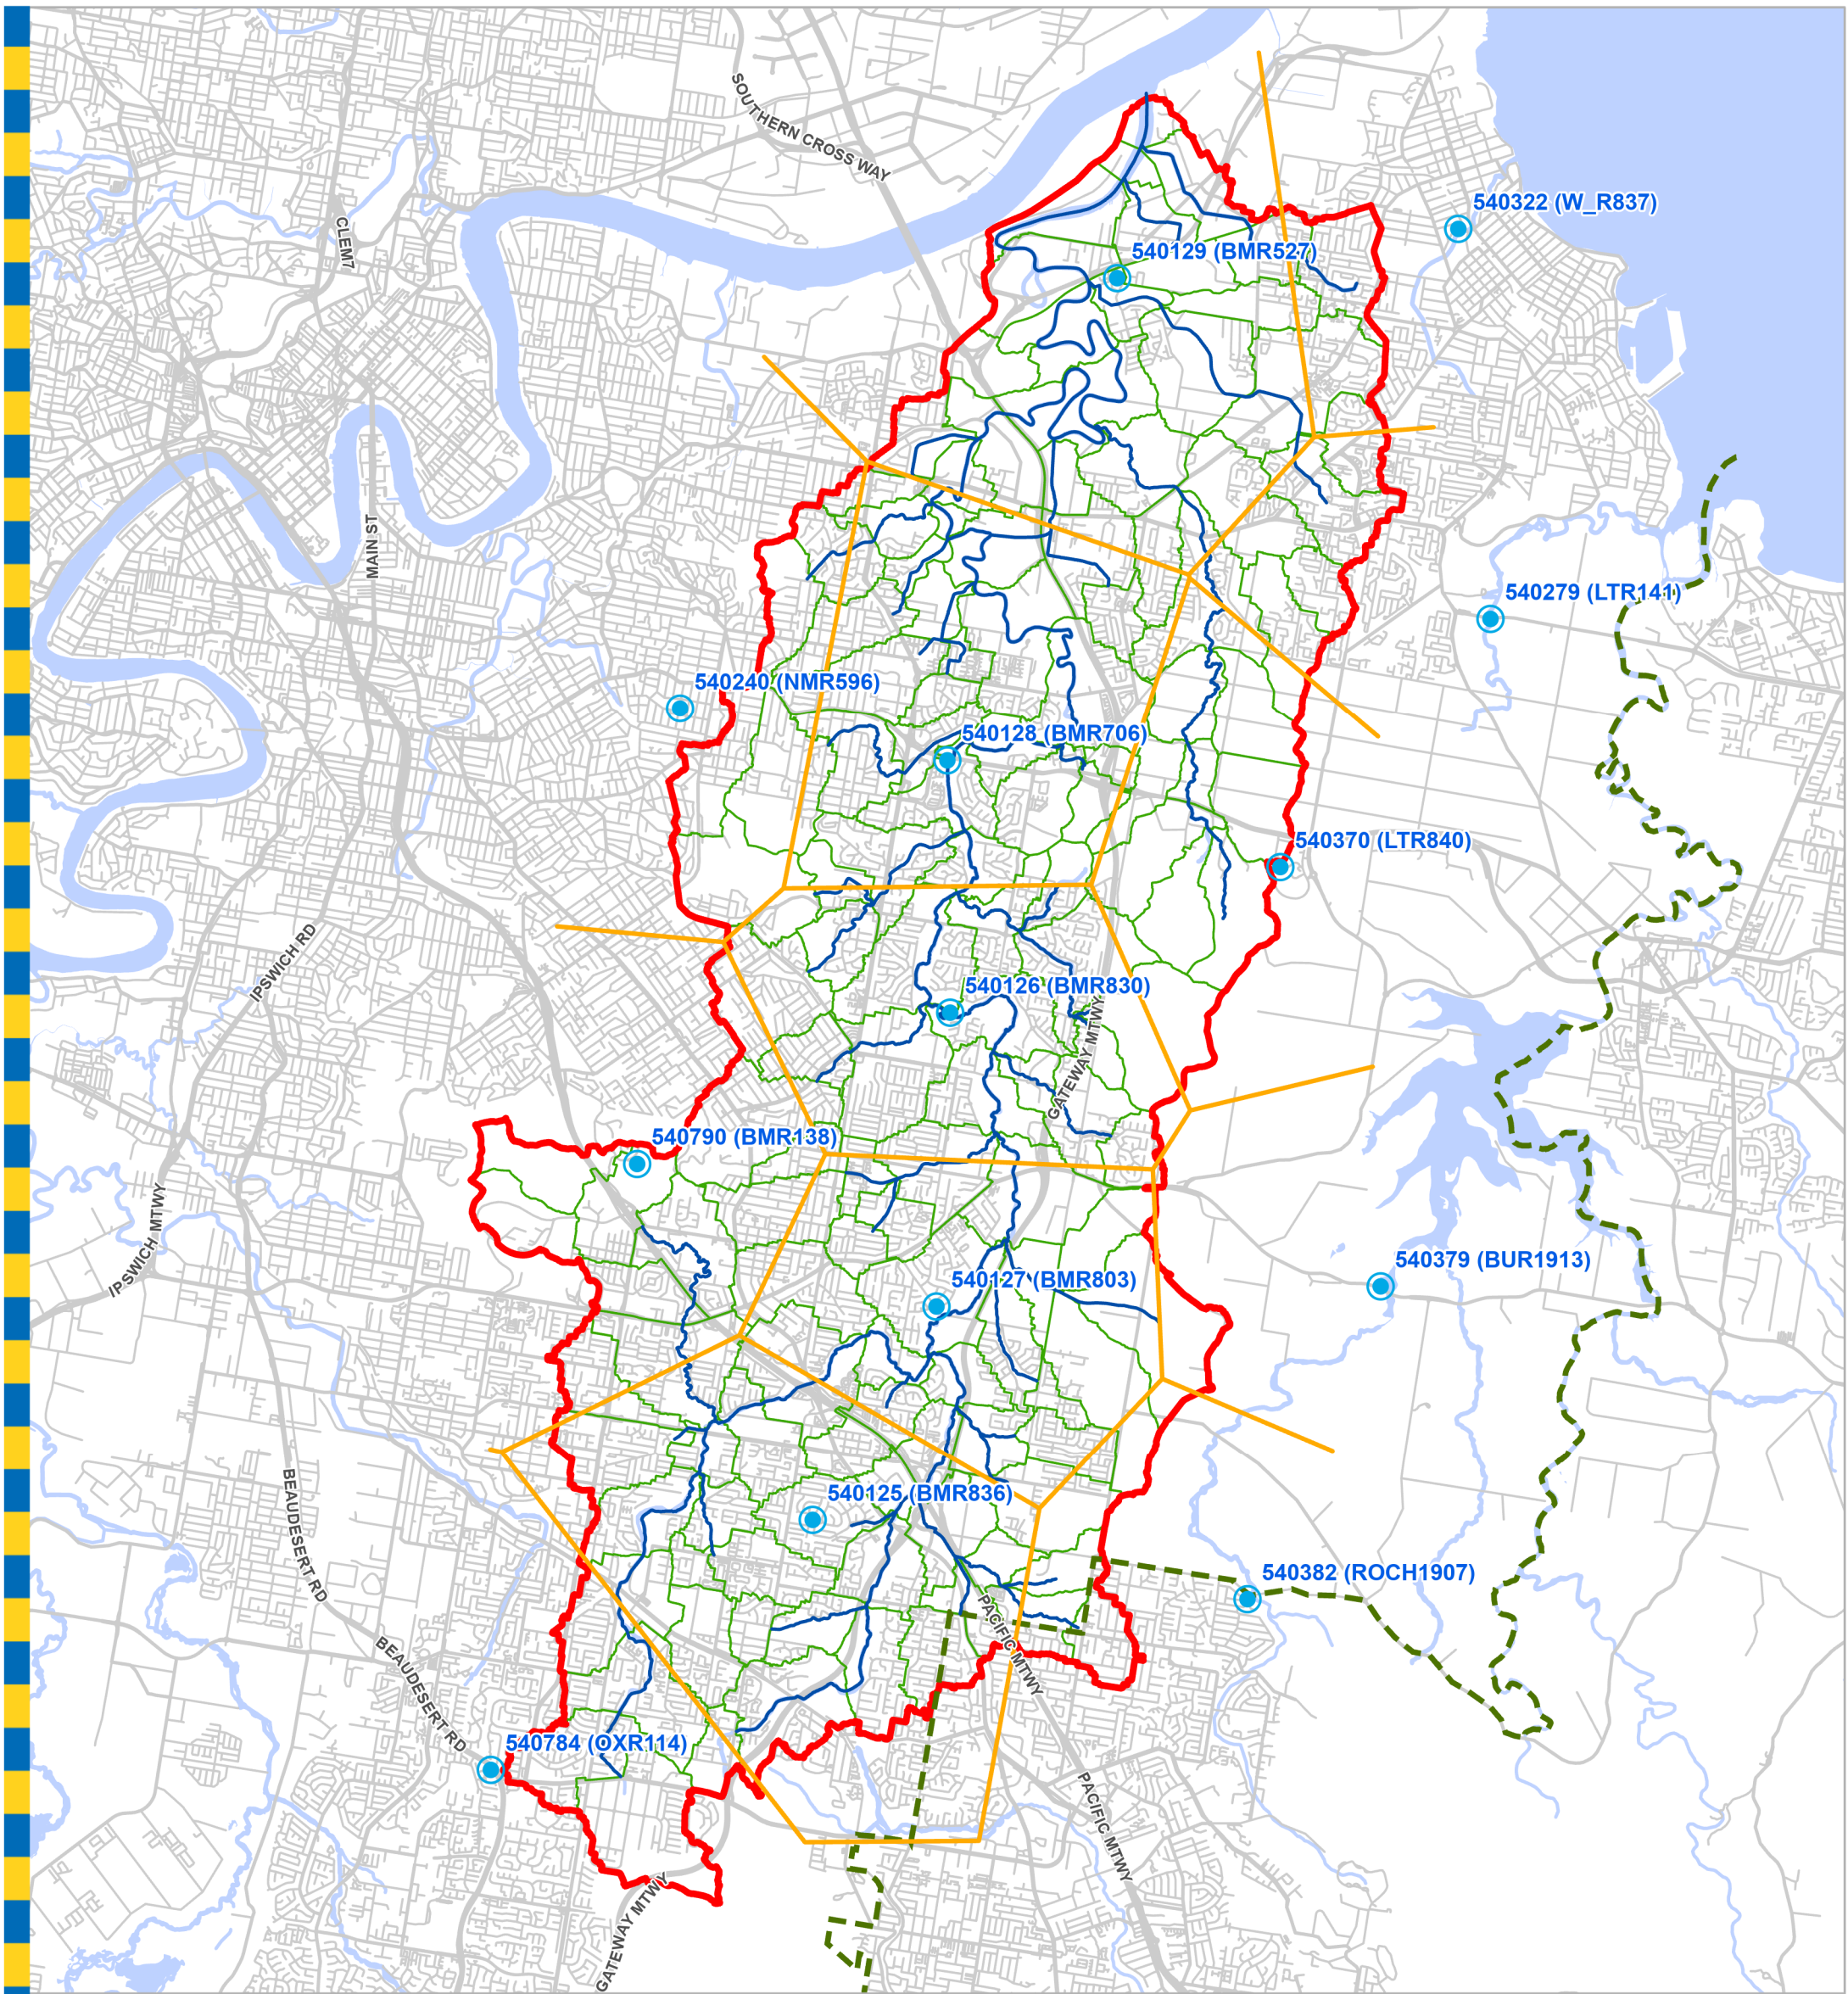 SOUTHERN CROSS WAY
540322 (W_R837)
CLEM7
540129 (BMR527)
MAIN ST
540279 (LTR141)
540240 (NMR596)
540128 (BMR706)
540370 (LTR840)
IPSWICH RD
540126 (BMR830)
GATEWAY MTWY
540790 (BMR138)
IPSWICH MTWY
540379 (BUR1913)
540127 (BMR803)
BEAUDESERT RD
540125 (BMR836)
540382 (ROCH1907)
PACIFIC MTWY
BEAUDESERT RD
540784 (OXR114)
PACIFIC MTWY
GATEWAY MTWY